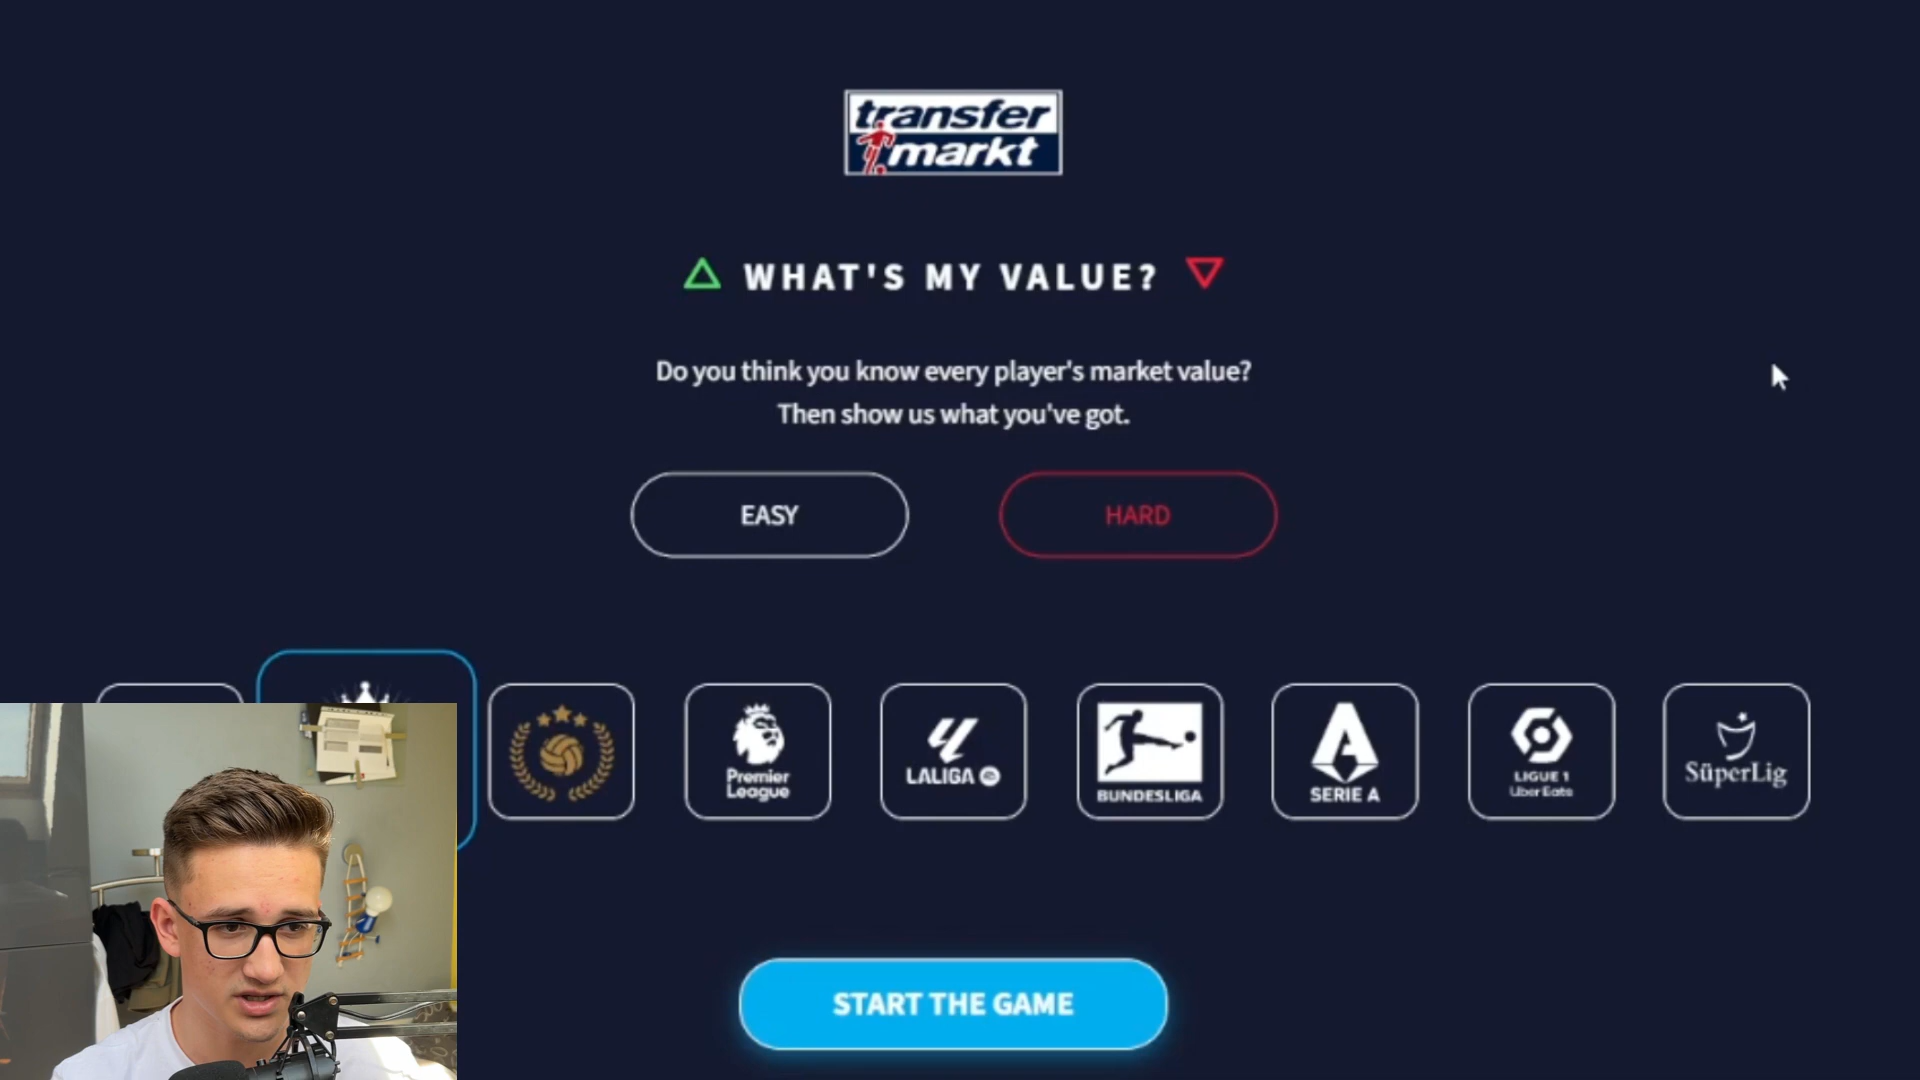 transfer
markt
WHAT'S MY VALUE?
Do you think you know every player's market value?
Then show us what you've got.
EASY
HARD
Premier
League
LALIGA
BUNDESLIGA
SERIE A
LIGUE 1
Uber Eats
SüperLig
START THE GAME